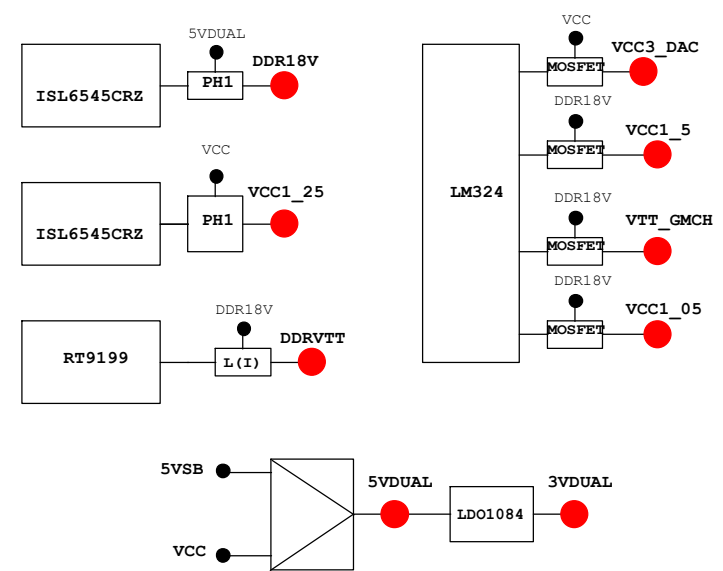 5VDUAL
DDR18V
ISL6545CRZ
PH1
VCC
VCC1_25
ISL6545CRZ
PH1
DDR18V
DDRVTT
RT9199
L(I)
VCC
VCC3_DAC
MOSFET
DDR18V
VCC1_5
MOSFET
LM324
DDR18V
VTT_GMCH
MOSFET
DDR18V
VCC1_05
MOSFET
5VSB
5VDUAL
3VDUAL
LDO1084
VCC